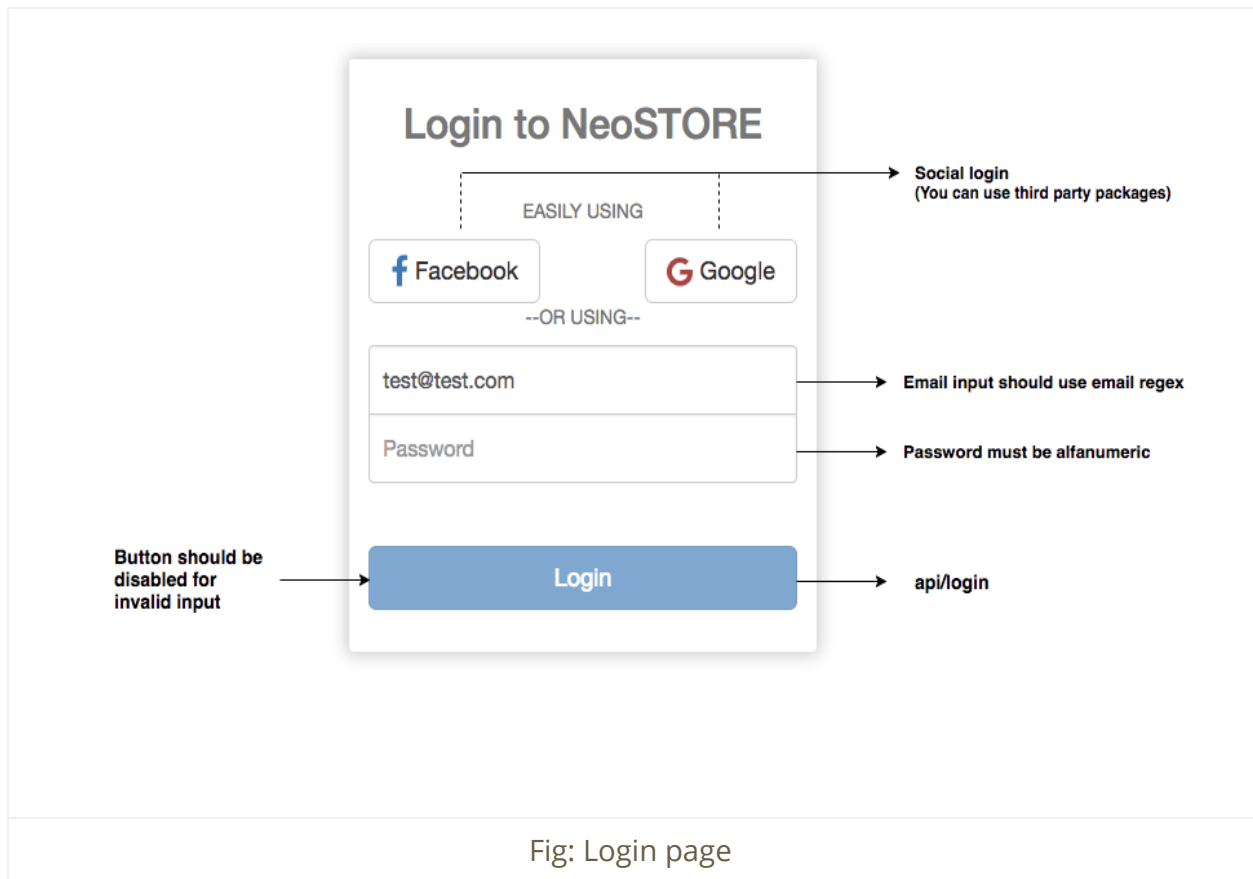 Login to NeoSTORE
Social login
(You can use third party packages)
EASILY USING
Facebook
Google
--OR USING--
test@test.com
Email input should use email regex
Password
Password must be alfanumeric
Button should be
disabled for
invalid input
Login
api/login
Fig: Login page